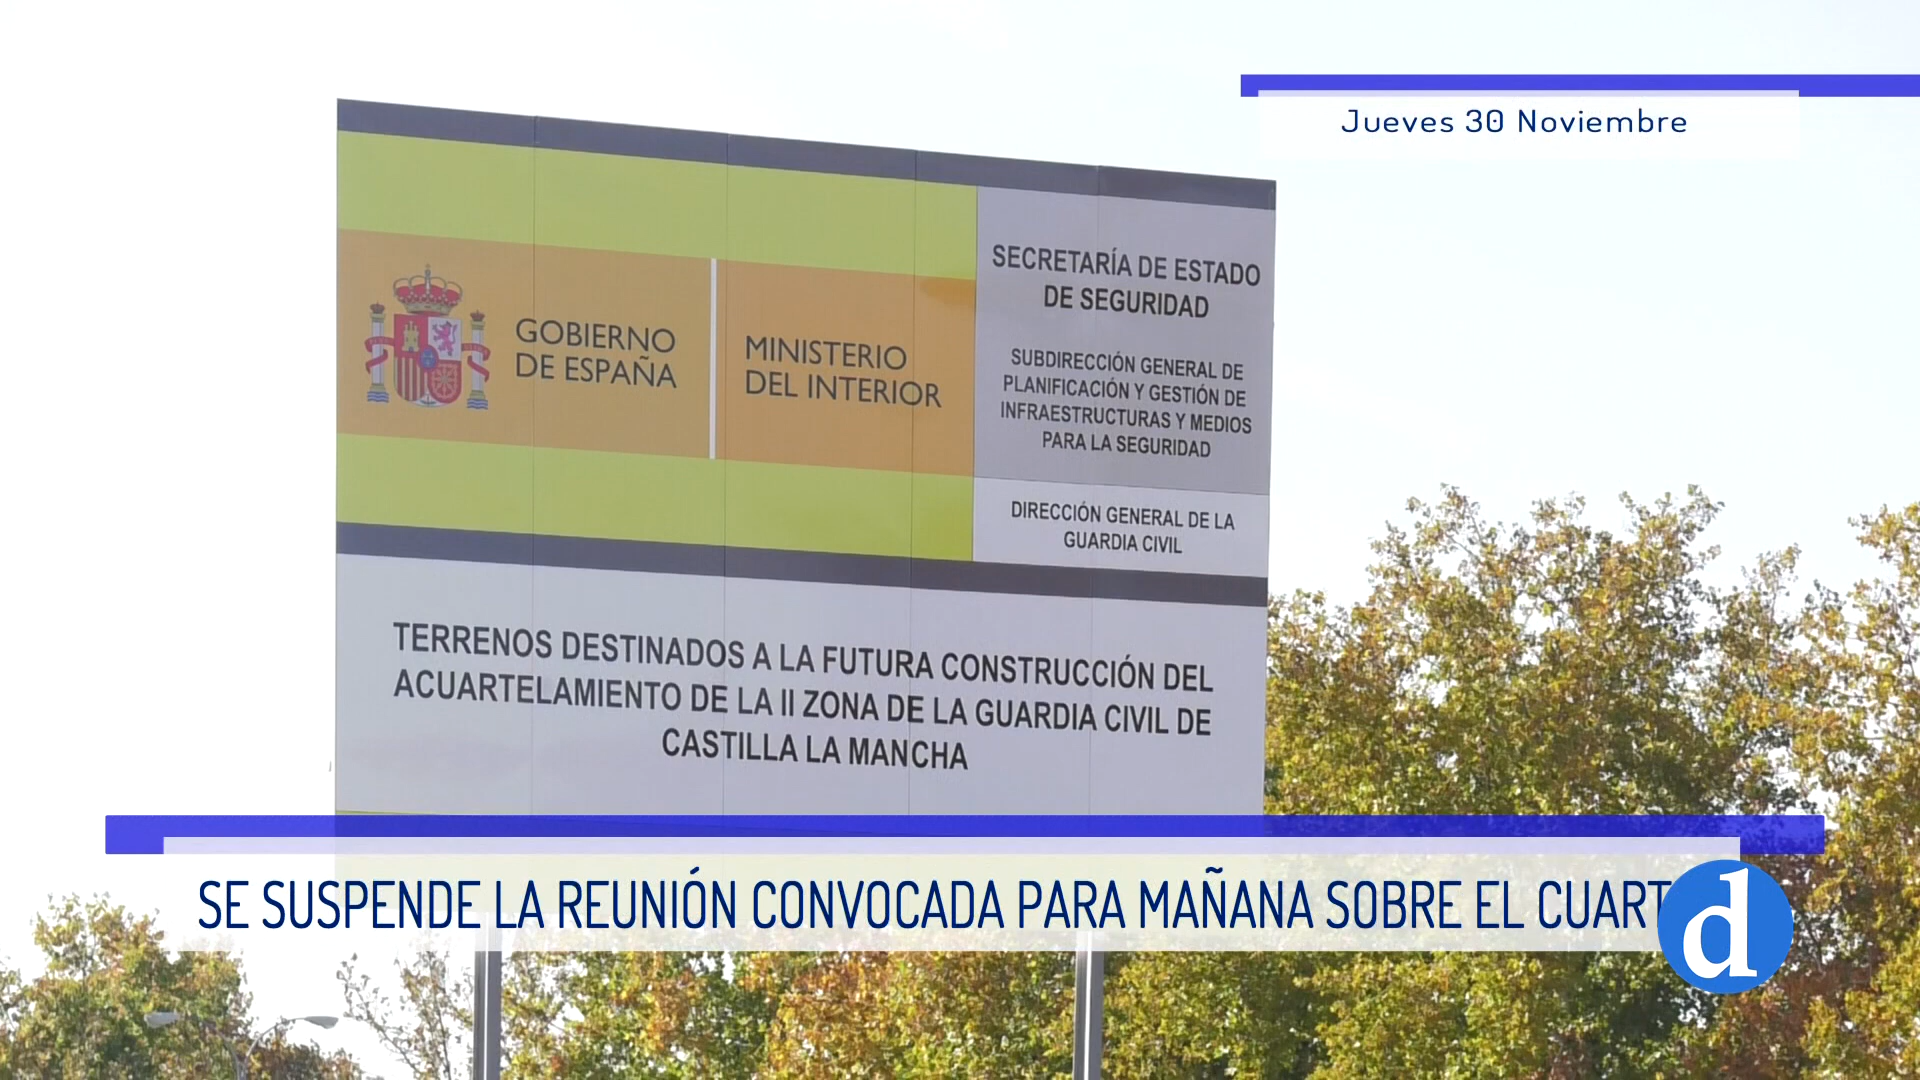 Jueves 30 Noviembre
GOBIERNO
DE ESPAÑA
MINISTERIO
DEL INTERIOR
SECRETARÍA DE ESTADO
DE SEGURIDAD
SUBDIRECCIÓN GENERAL DE
PLANIFICACIÓN Y GESTIÓN DE
INFRAESTRUCTURAS Y MEDIOS
PARA LA SEGURIDAD
DIRECCIÓN GENERAL DE LA
GUARDIA CIVIL
TERRENOS DESTINADOS A LA FUTURA CONSTRUCCIÓN DEL
ACUARTELAMIENTO DE LA II ZONA DE LA GUARDIA CIVIL DE
CASTILLA LA MANCHA
SE SUSPENDE LA REUNIÓN CONVOCADA PARA MAÑANA SOBRE EL CUART
d